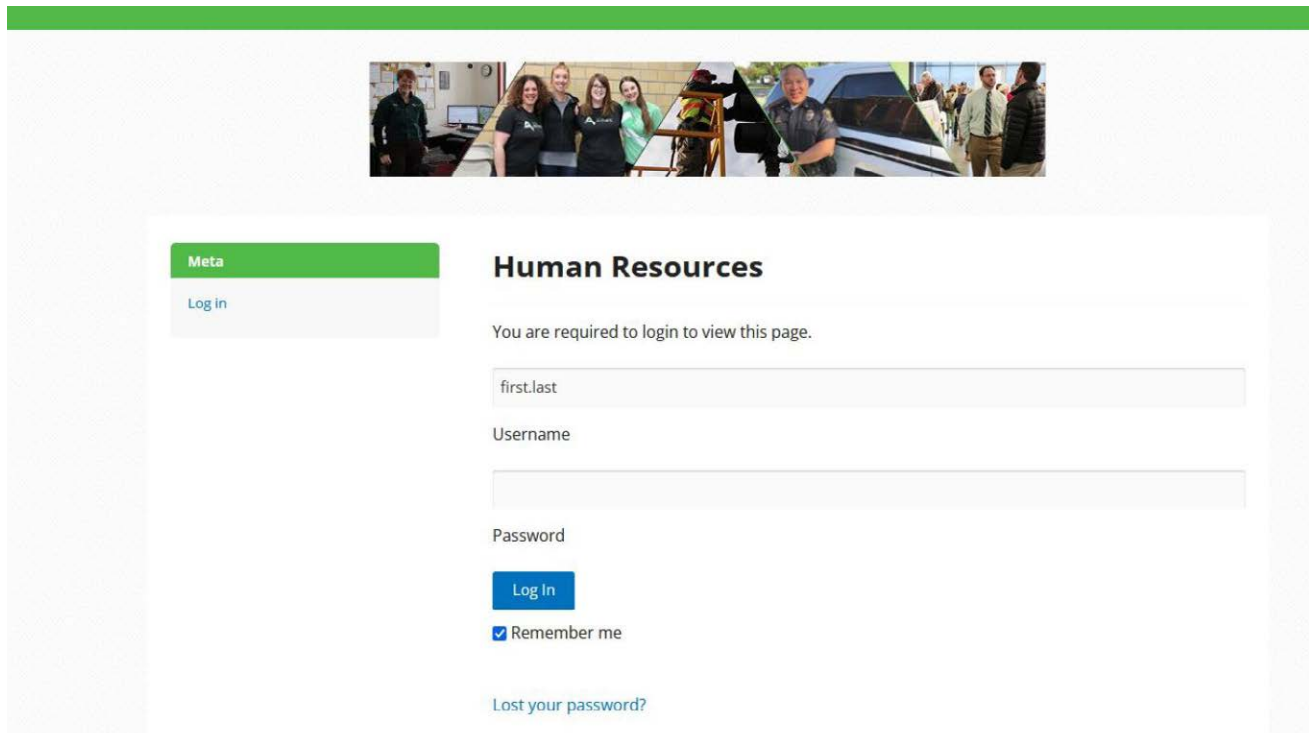 Meta
Log in
Human Resources
You are required to login to view this page.
first.last
Username
Password
Log In
Remember me
Lost your password?